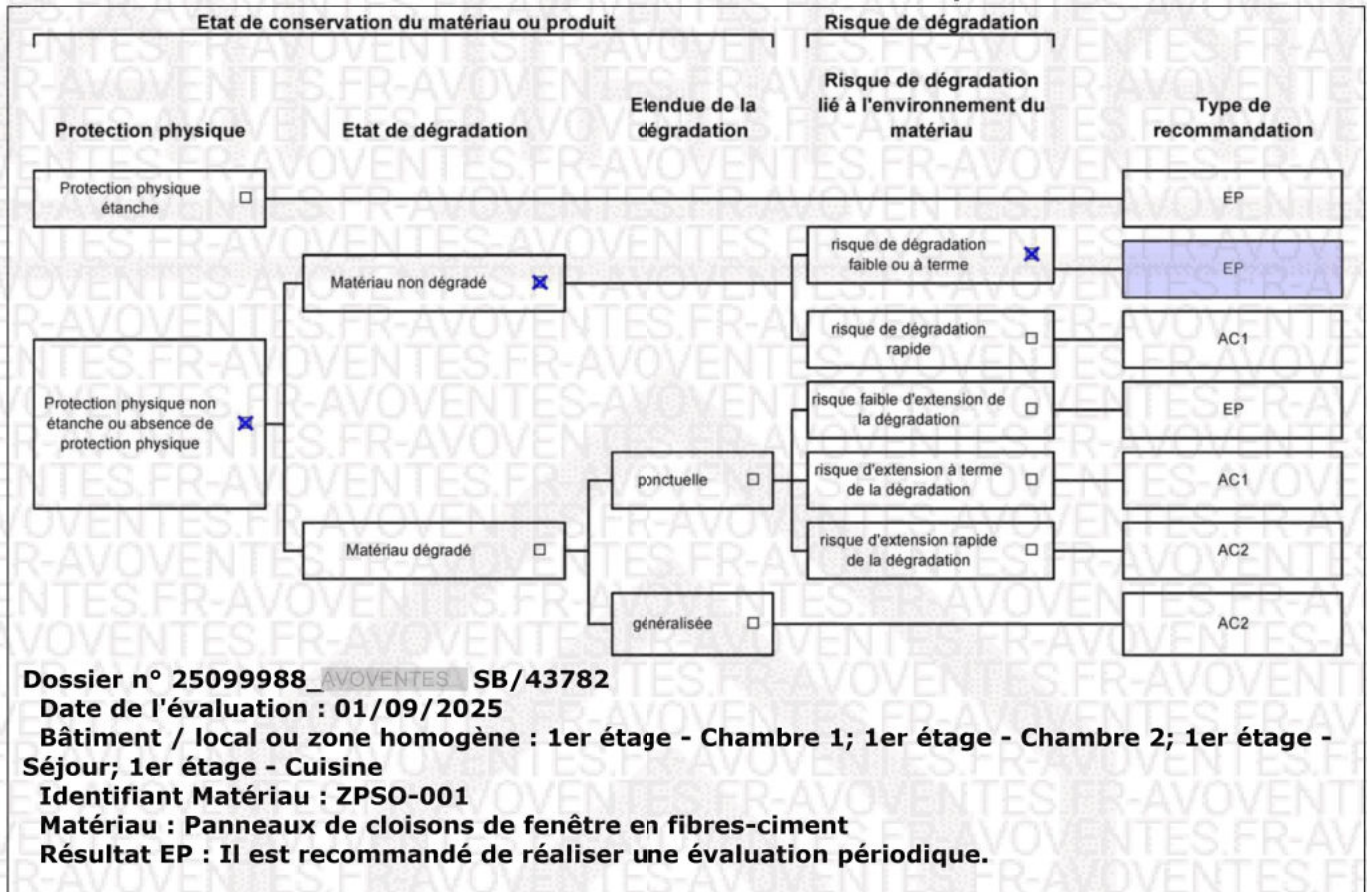 Etat de conservation du matériau ou produit
Risque de dégradation
Protection physique
Etat de dégradation
Etendue de la
dégradation
Risque de dégradation
lié à l'environnement du
matériau
Type de
recommandation
Protection physique
étanche
EP
risque de dégradation
faible ou à terme
EP
Matériau non dégradé
risque de dégradation
rapide
AC1
Protection physique non
étanche ou absence de
protection physique
risque faible d'extension de
la dégradation
EP
ponctuelle
risque d'extension à terme
de la dégradation
AC1
Matériau dégradé
risque d'extension rapide
de la dégradation
AC2
généralisée
AC2
Dossier n° 25099988_AVOVENTES SB/43782
Date de l'évaluation : 01/09/2025
Bâtiment / local ou zone homogène : 1er étage - Chambre 1; 1er étage - Chambre 2; 1er étage -
Séjour; 1er étage - Cuisine
Identifiant Matériau : ZPSO-001
Matériau : Panneaux de cloisons de fenêtre en fibres-ciment
Résultat EP : Il est recommandé de réaliser une évaluation périodique.